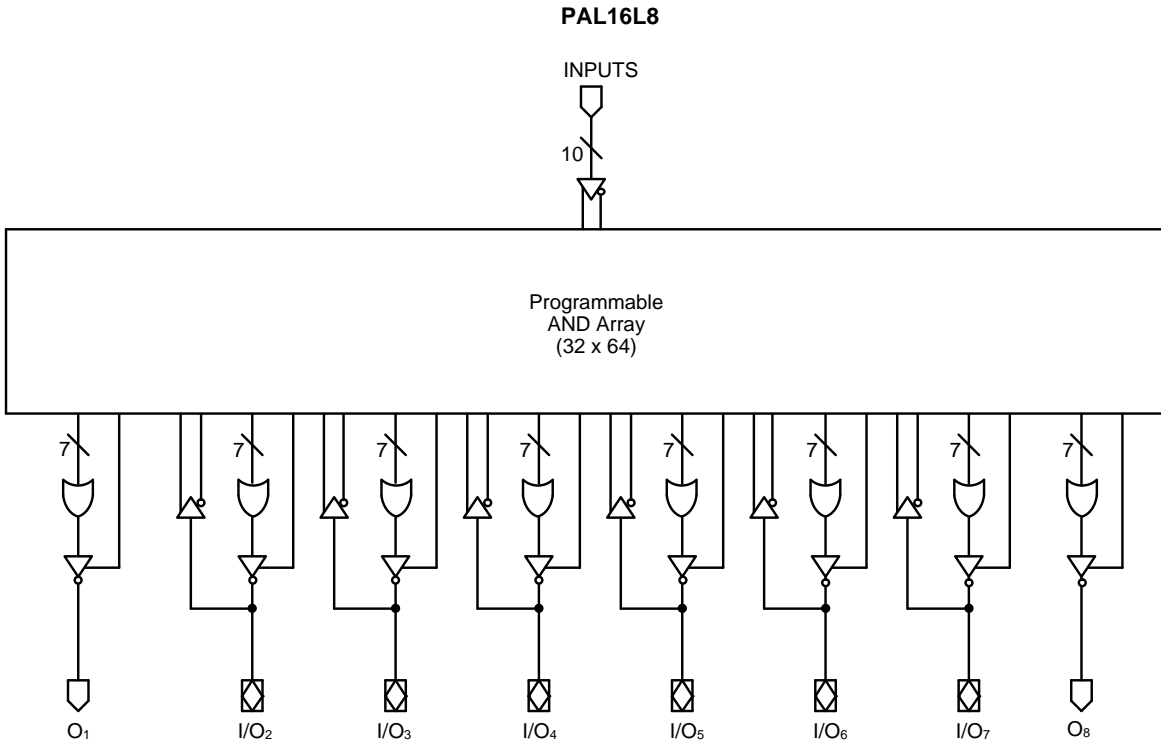 PAL16L8
INPUTS
10
Programmable
AND Array
(32 x 64)
7 7 7 7 7 7 7 7
O1 I/O2 I/O3 I/O4 I/O5 I/O6 I/O7 O8